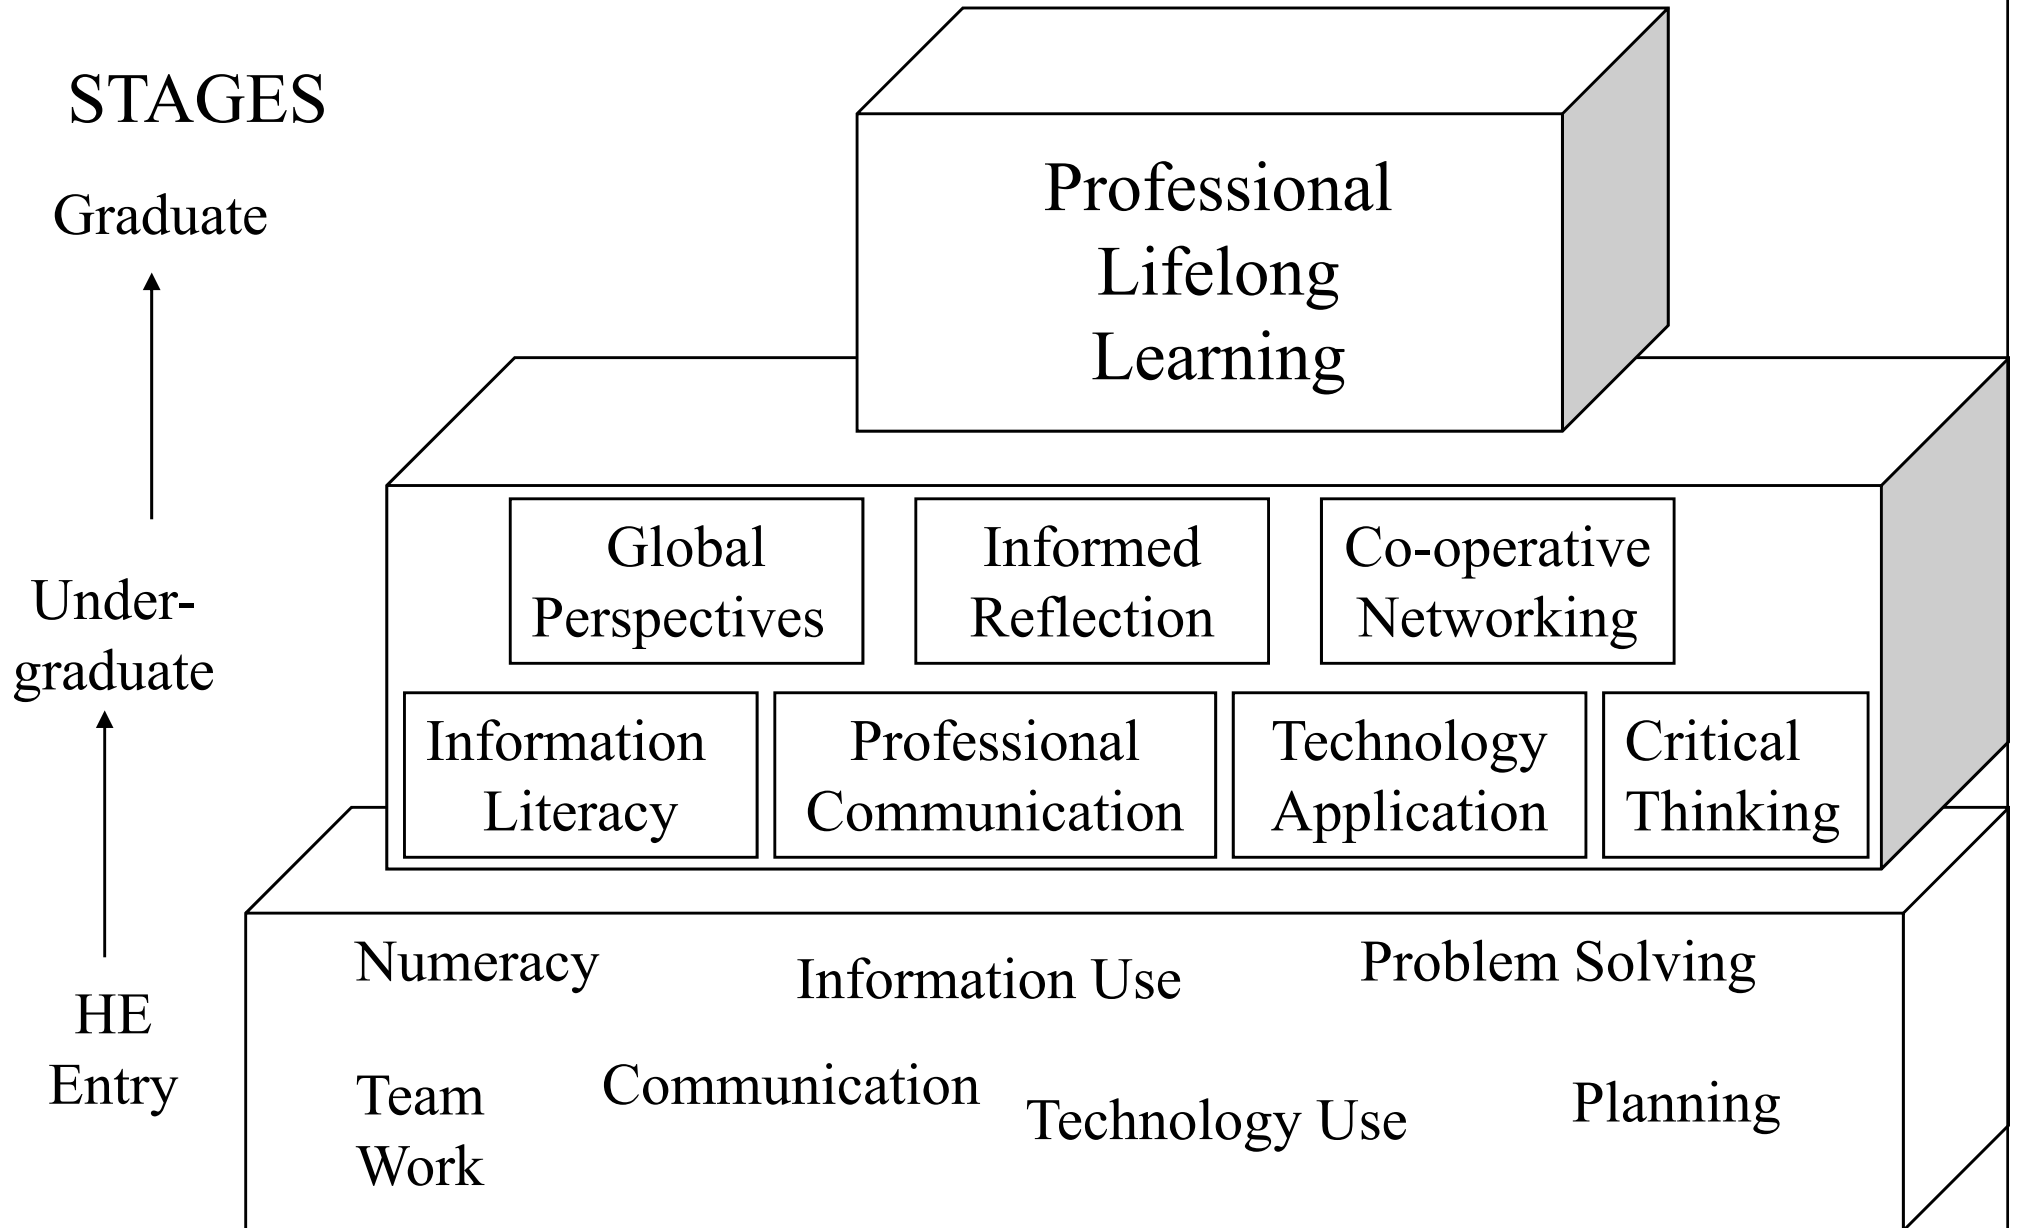 STAGES
Graduate
Professional
Lifelong
Learning
Under-
graduate
Global
Perspectives
Informed
Reflection
Co-operative
Networking
Information
Literacy
Professional
Communication
Technology
Application
Critical
Thinking
HE
Entry
Numeracy
Information Use
Problem Solving
Team
Work
Communication
Technology Use
Planning